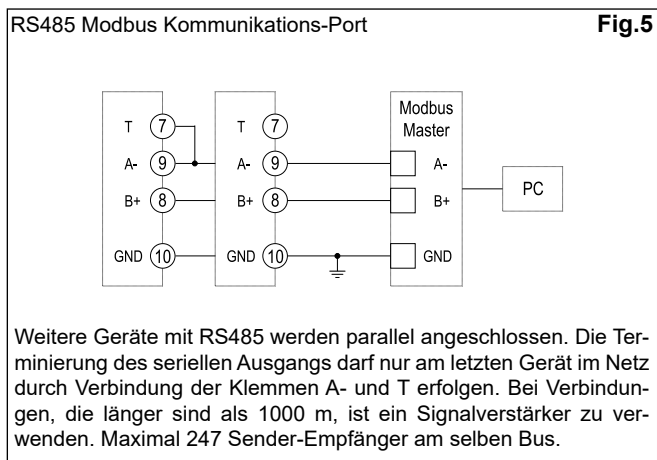 RS485 Modbus Kommunikations-Port Fig.5
Modbus
Master
T 7 T 7
A- 9 A- 9 A-
B+ 8 B+ 8 B+ PC
GND 10 GND 10 GND
Weitere Geräte mit RS485 werden parallel angeschlossen. Die Ter-
minierung des seriellen Ausgangs darf nur am letzten Gerät im Netz
durch Verbindung der Klemmen A- und T erfolgen. Bei Verbindun-
gen, die länger sind als 1000 m, ist ein Signalverstärker zu ver-
wenden. Maximal 247 Sender-Empfänger am selben Bus.